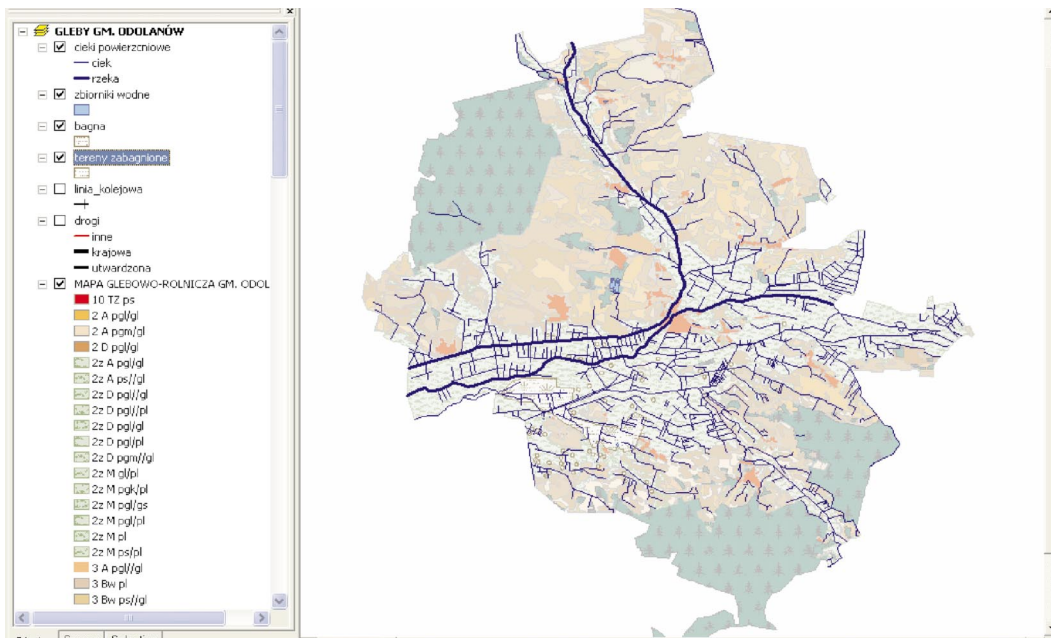 GLEBY GM. ODOLANÓW
cieki powierzcniowe
ciek
rzeka
zbiorniki wodne
bagna
tereny zabagnione
linia_kolejowa
drogi
inne
krajowa
utwardzona
MAPA GLEBOWO-ROLNICZA GM. ODOL
10 TZ ps
2 A pgl/gl
2 A pgm/gl
2 D pgl/gl
2z A pgl/gl
2z A ps//gl
2z D pgl//gl
2z D pgl//pl
2z D pgl/gl
2z D pgl/pl
2z D pgm//gl
2z M gl/pl
2z M pgk/pl
2z M pgl/gs
2z M pgl/pl
2z M pl
2z M ps/pl
3 A pgl//gl
3 Bw pl
3 Bw ps//gl